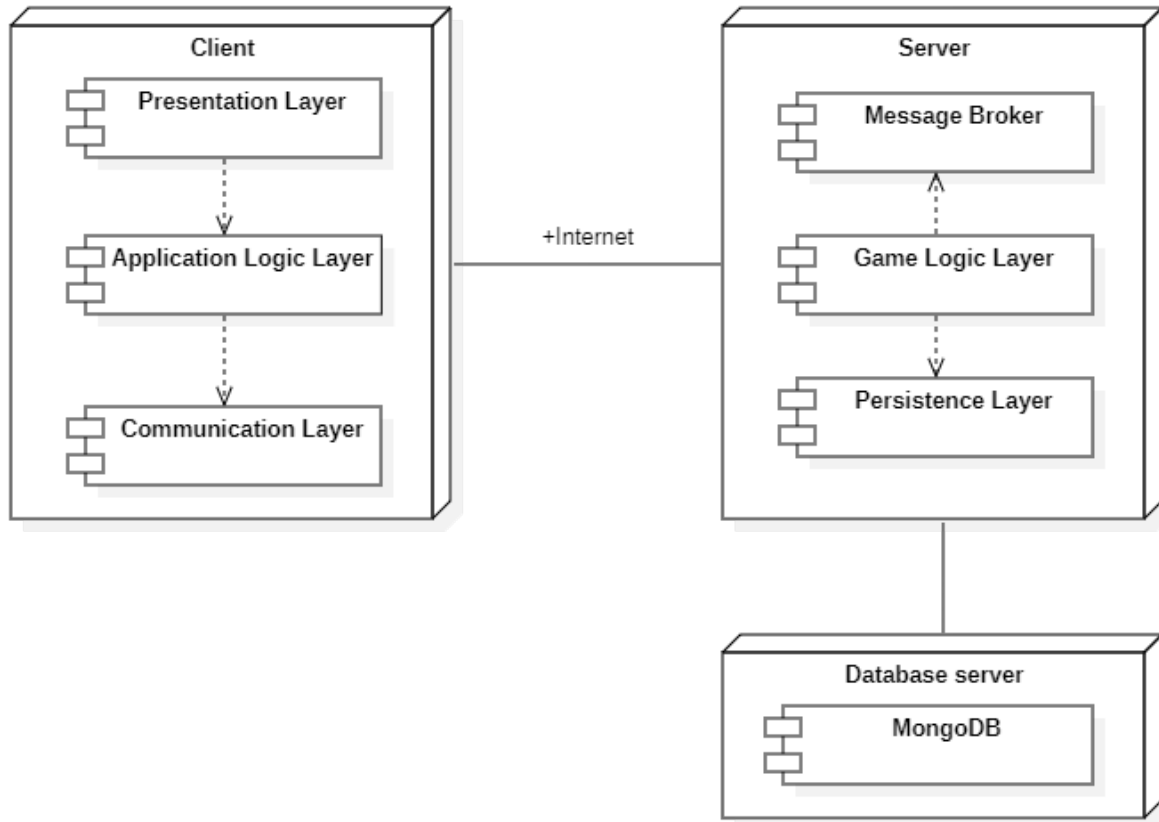 Client
Presentation Layer
Application Logic Layer
Communication Layer
+Internet
Server
Message Broker
Game Logic Layer
Persistence Layer
Database server
MongoDB